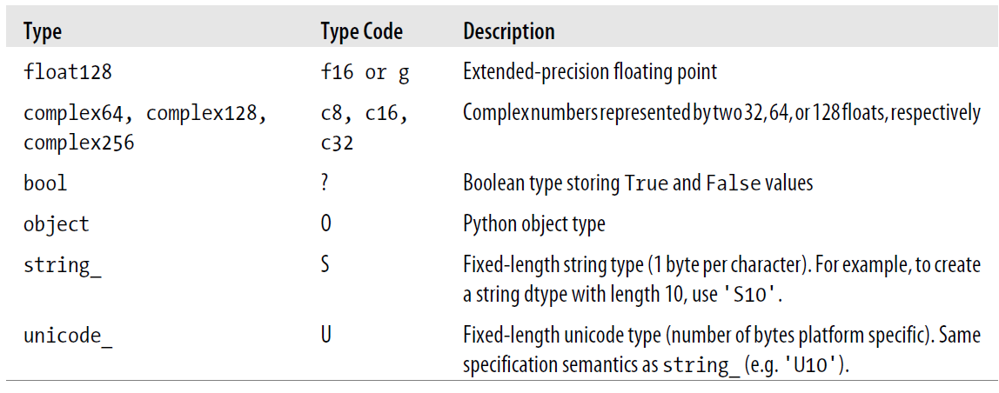 Type Type Code Description
float128 f16 or g Extended-precision floating point
complex64, complex128, c8, c16, Complex numbers represented by two 32, 64, or 128 floats, respectively
complex256 c32
bool ? Boolean type storing True and False values
object O Python object type
string_ S Fixed-length string type (1 byte per character). For example, to create
a string dtype with length 10, use 'S10'.
unicode_ U Fixed-length unicode type (number of bytes platform specific). Same
specification semantics as string_ (e.g. 'U10').